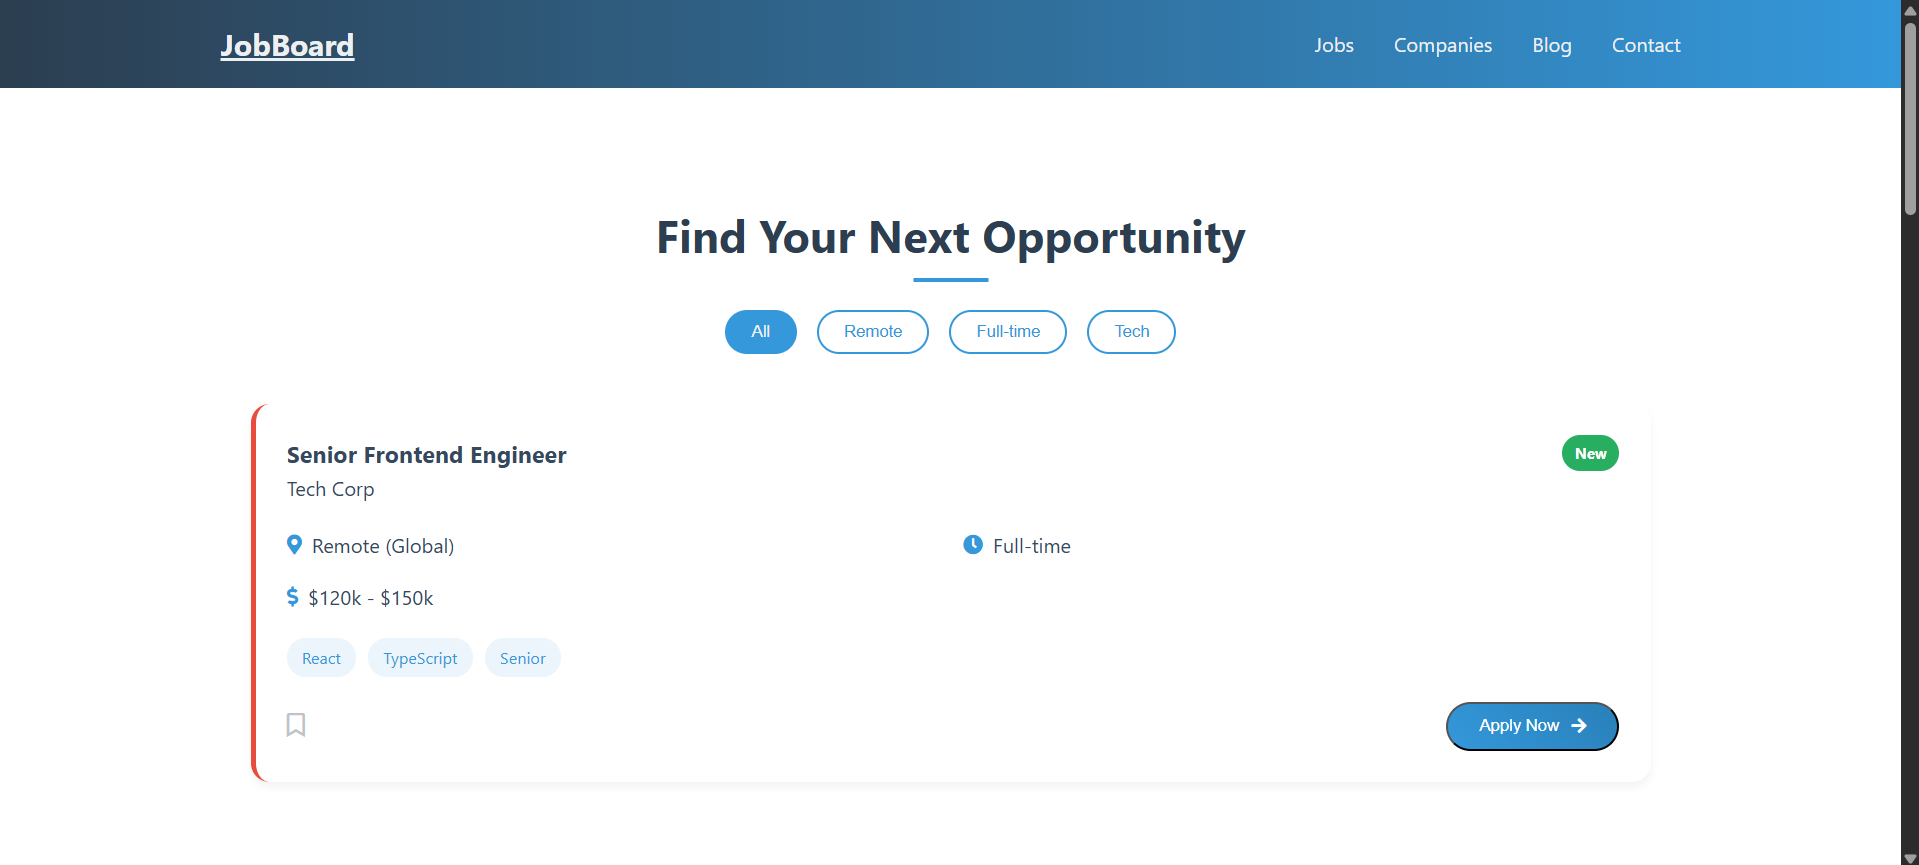 JobBoard
Jobs Companies Blog Contact
Find Your Next Opportunity
All Remote Full-time Tech
Senior Frontend Engineer
New
Tech Corp
Remote (Global)
Full-time
$120k - $150k
React TypeScript Senior
Apply Now